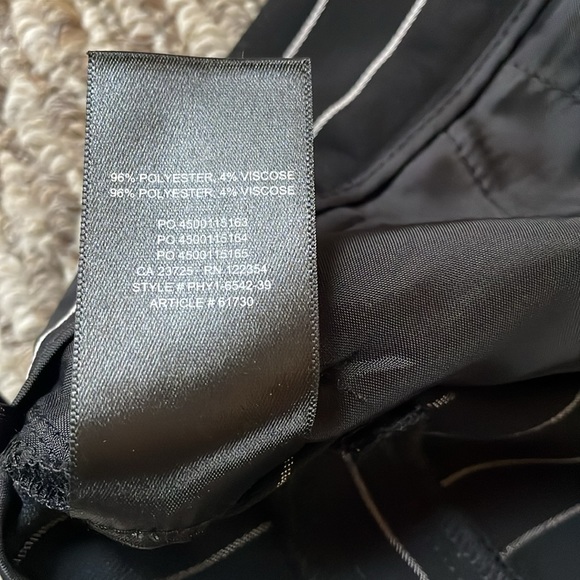 96% POLYESTER, 4% VISCOSE
96% POLYESTER, 4% VISCOSE
PO 4500115163
PO 4500115164
PO 4500115165
CA 23725 - RN 122354
STYLE # PHY1-6542-39
ARTICLE # 61730